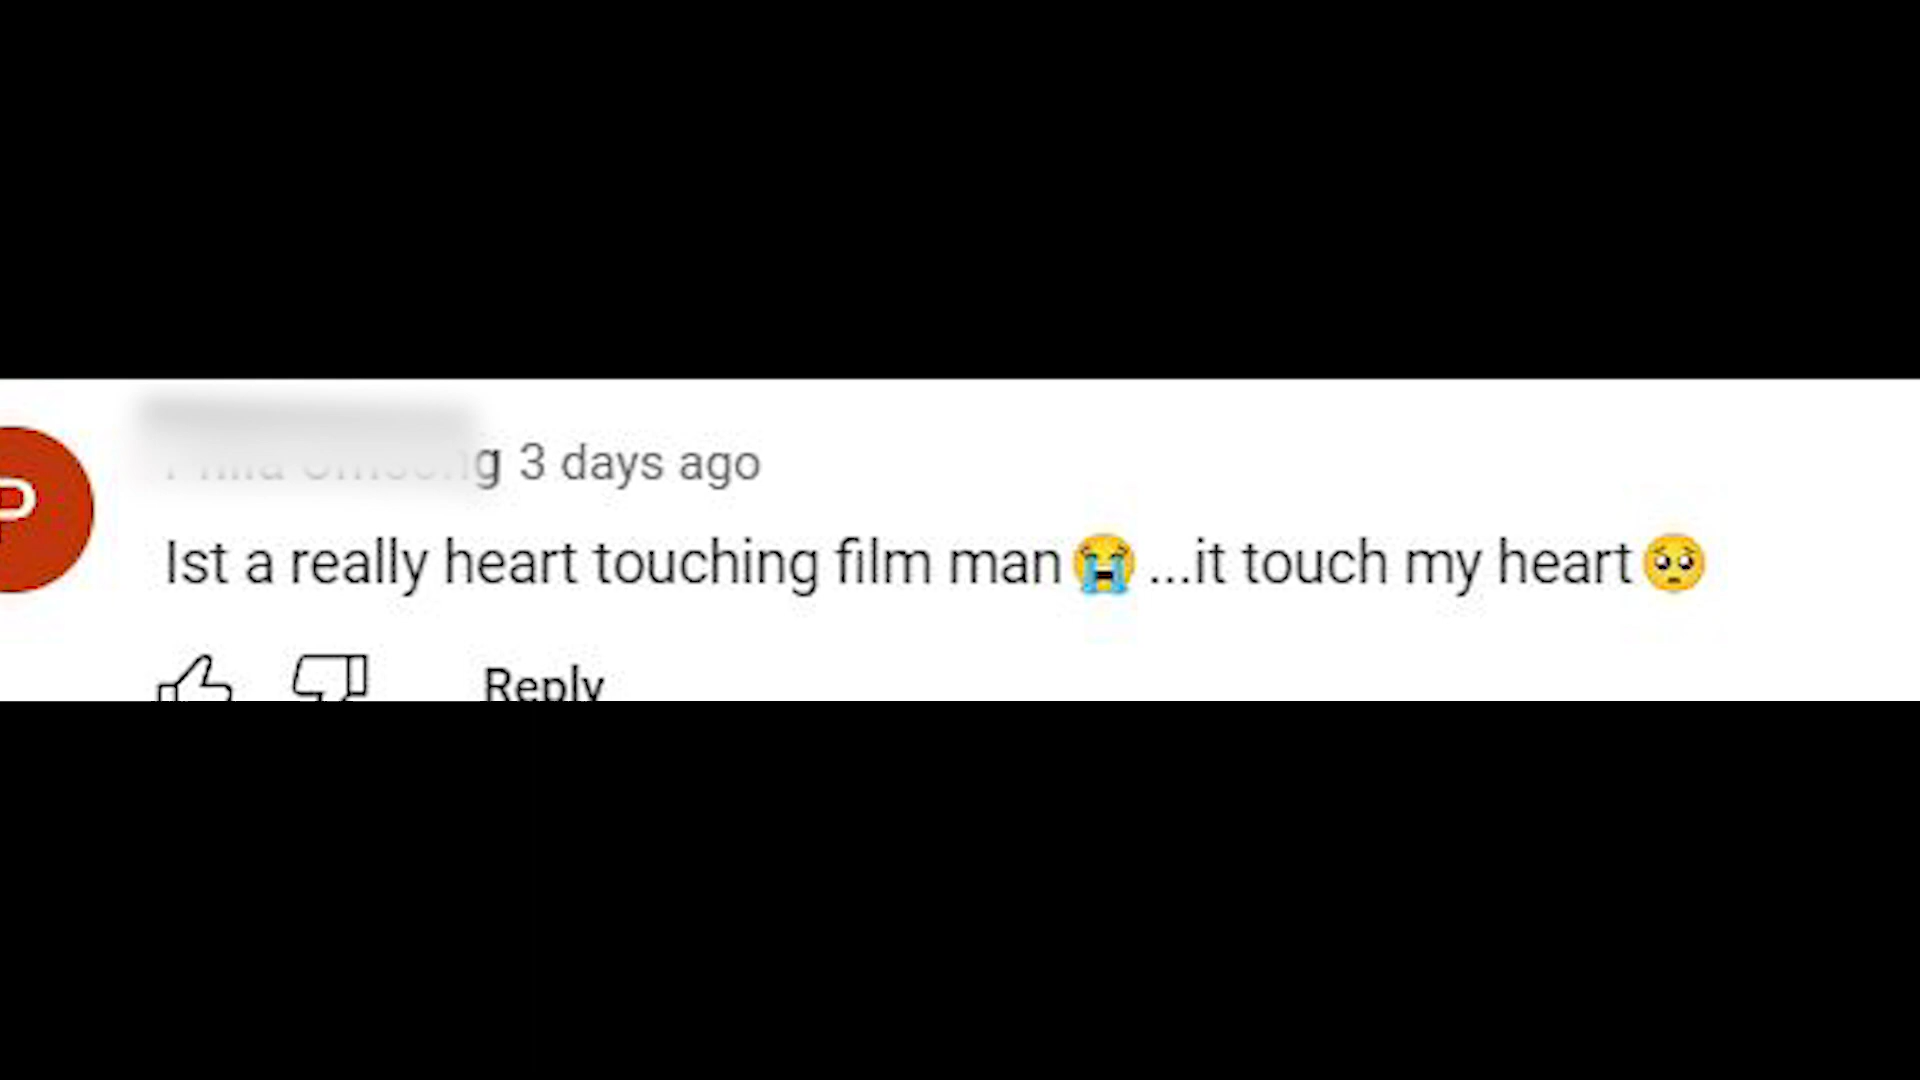 3 days ago
Ist a really heart touching film man😭...it touch my heart🥺
Reply